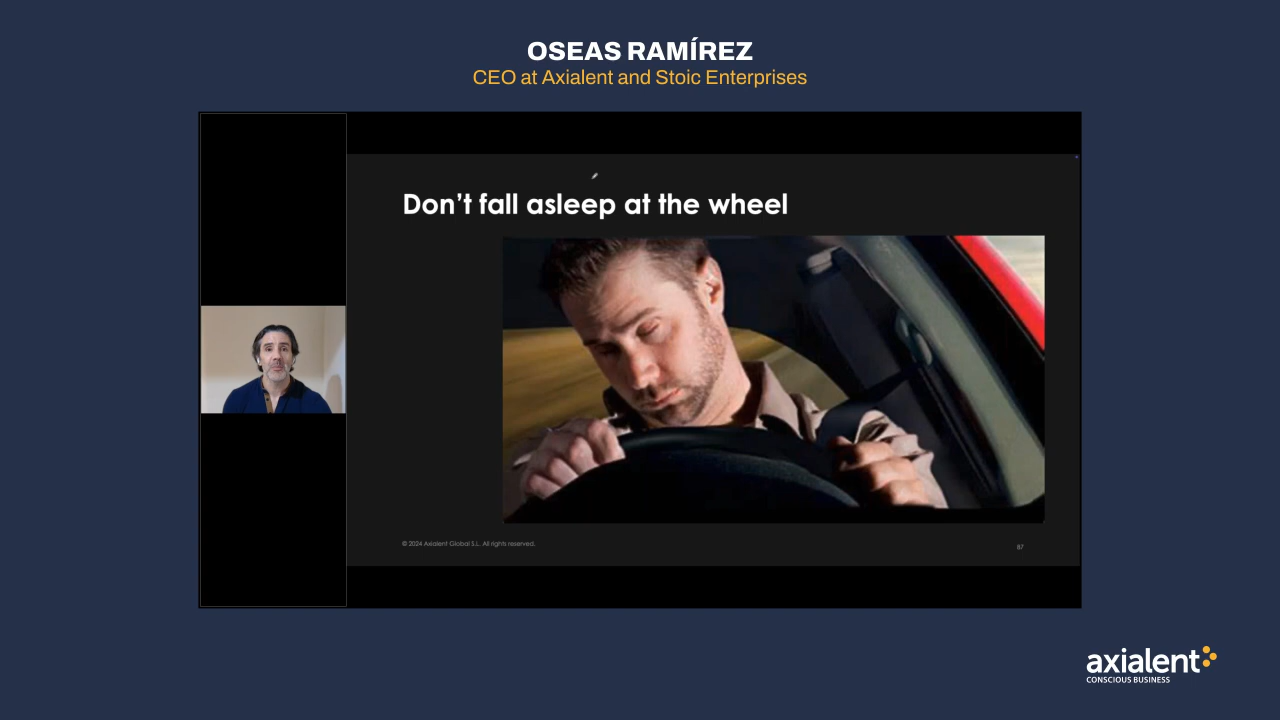 OSEAS RAMÍREZ
CEO at Axialent and Stoic Enterprises
Don't fall asleep at the wheel
© 2024 Axialent Global S.L. All rights reserved.
87
axialent
CONSCIOUS BUSINESS